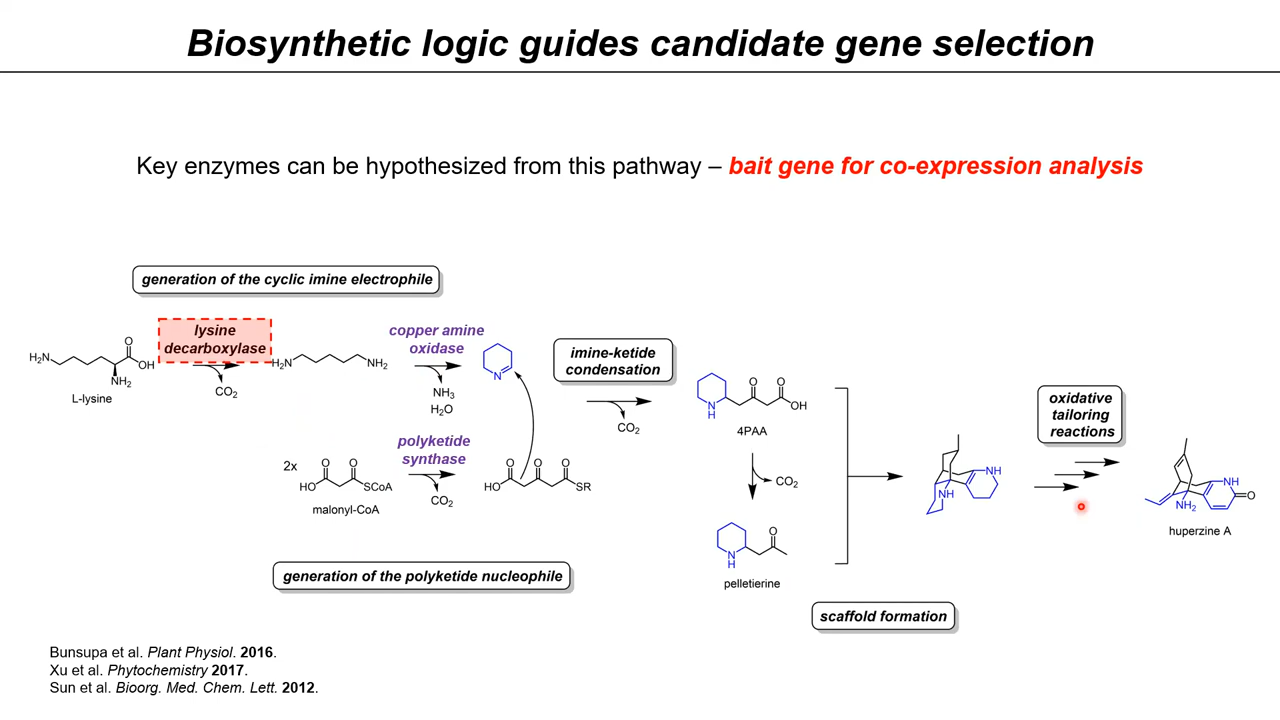 Biosynthetic logic guides candidate gene selection
Key enzymes can be hypothesized from this pathway – bait gene for co-expression analysis
generation of the cyclic imine electrophile
lysine
decarboxylase
H₂N
O
OH
NH₂
L-lysine
CO₂
H₂N
NH₂
copper amine
oxidase
NH₃
H₂O
N
polyketide
synthase
2x
O
O
HO
SCoA
malonyl-CoA
CO₂
O
O
O
HO
SR
generation of the polyketide nucleophile
imine-ketide
condensation
CO₂
O
O
N
H
OH
4PAA
CO₂
O
N
H
pelletierine
scaffold formation
NH
NH
oxidative
tailoring
reactions
NH
O
NH₂
huperzine A
Bunsupa et al. Plant Physiol. 2016.
Xu et al. Phytochemistry 2017.
Sun et al. Bioorg. Med. Chem. Lett. 2012.